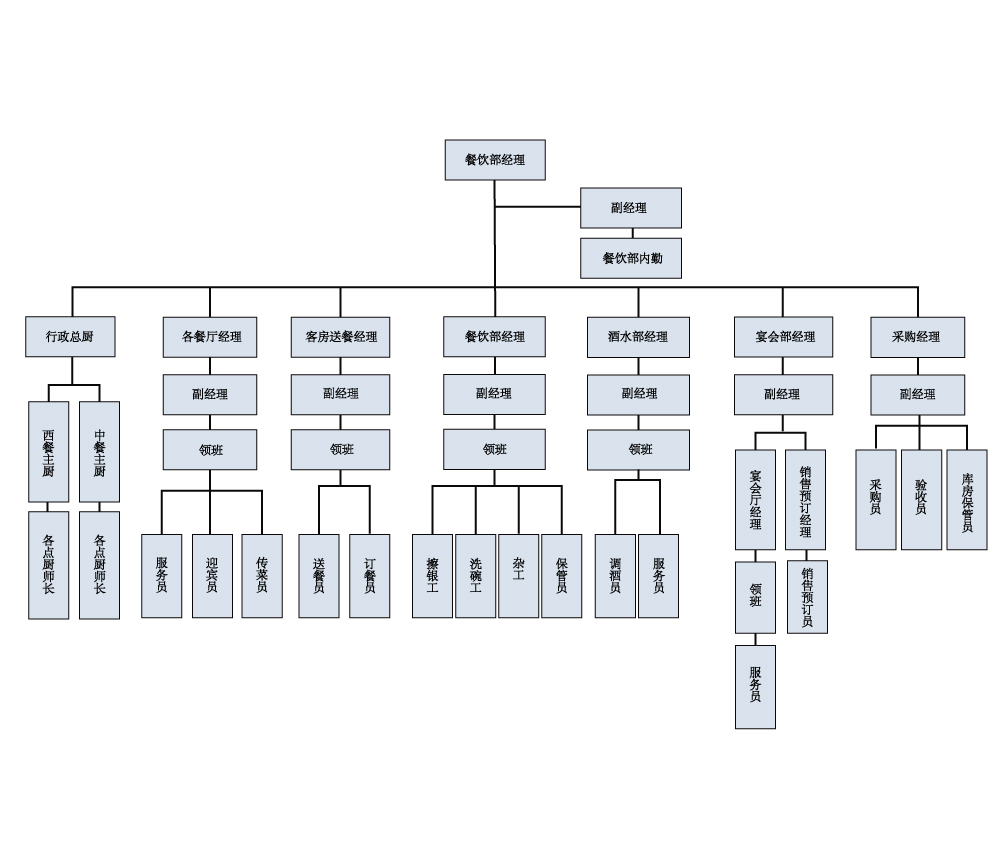 餐饮部经理
副经理
餐饮部内勤
行政总厨
各餐厅经理
客房送餐经理
餐饮部经理
酒水部经理
宴会部经理
采购经理
副经理
副经理
副经理
副经理
副经理
副经理
西餐主厨
中餐主厨
领班
领班
领班
领班
宴会厅经理
销售预订经理
采购员
验收员
库房保管员
各点厨师长
各点厨师长
服务员
迎宾员
传菜员
送餐员
订餐员
擦银工
洗碗工
杂工
保管员
调酒员
服务员
领班
销售预订员
服务员